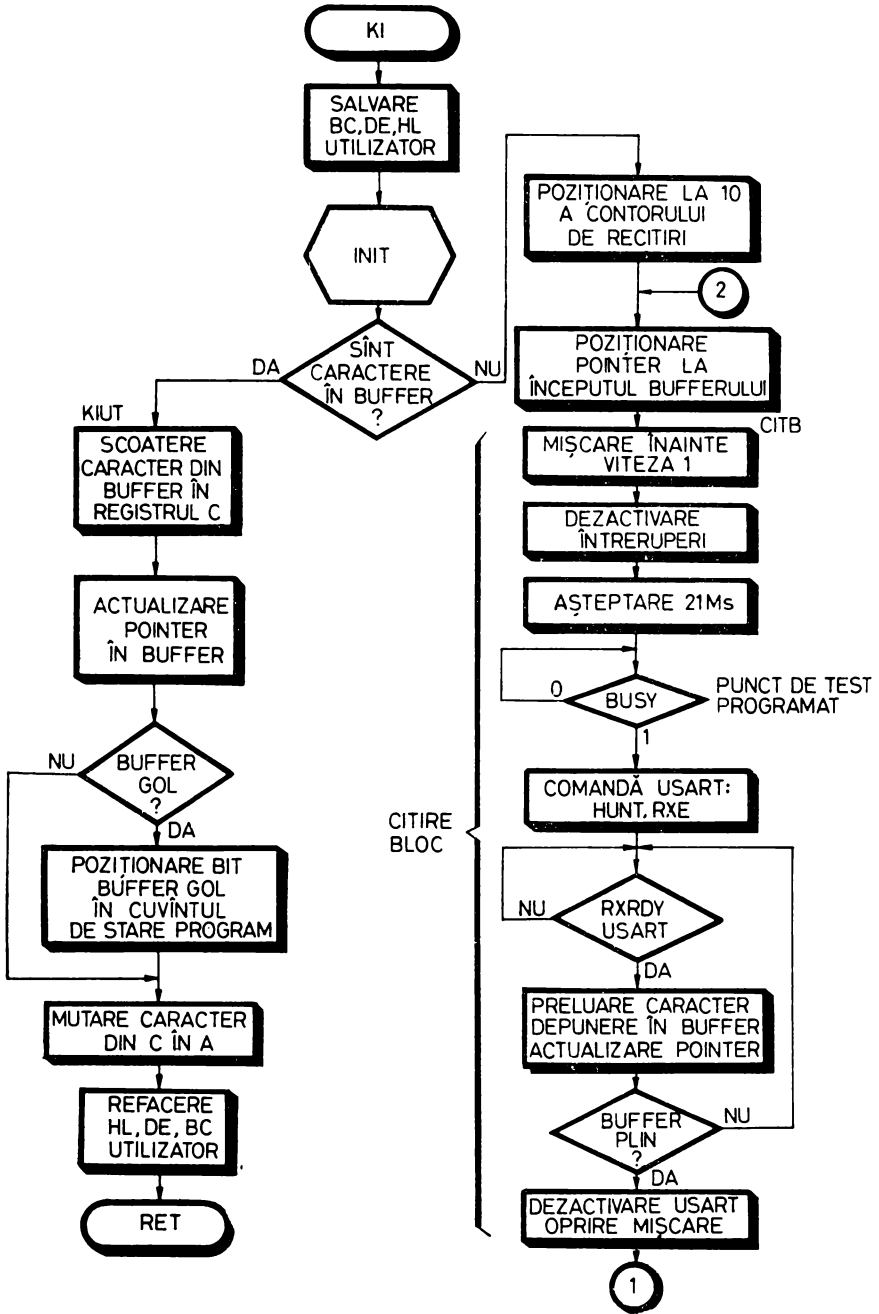 KI
SALVARE
BC,DE,HL
UTILIZATOR
INIT
SÎNT
CARACTERE
ÎN BUFFER
?
DA
NU
KIUT
SCOATERE
CARACTER DIN
BUFFER ÎN
REGISTRUL C
ACTUALIZARE
POINTER
ÎN BUFFER
BUFFER
GOL
?
NU
DA
POZIȚIONARE BIT
BUFFER GOL
ÎN CUVÎNTUL
DE STARE PROGRAM
MUTARE CARACTER
DIN C ÎN A
REFACERE
HL, DE, BC
UTILIZATOR
RET
POZIȚIONARE LA 10
A CONTORULUI
DE RECITIRI
2
POZIȚIONARE
POINTER LA
ÎNCEPUTUL BUFFERULUI
CITB
MIȘCARE ÎNAINTE
VITEZA 1
DEZACTIVARE
ÎNTRERUPERI
AȘTEPTARE 21Ms
0
BUSY
PUNCT DE TEST
PROGRAMAT
1
COMANDĂ USART:
HUNT, RXE
CITIRE
BLOC
NU
RXRDY
USART
DA
PRELUARE CARACTER
DEPUNERE ÎN BUFFER
ACTUALIZARE POINTER
BUFFER
PLIN
?
NU
DA
DEZACTIVARE USART
OPRIRE MIȘCARE
1